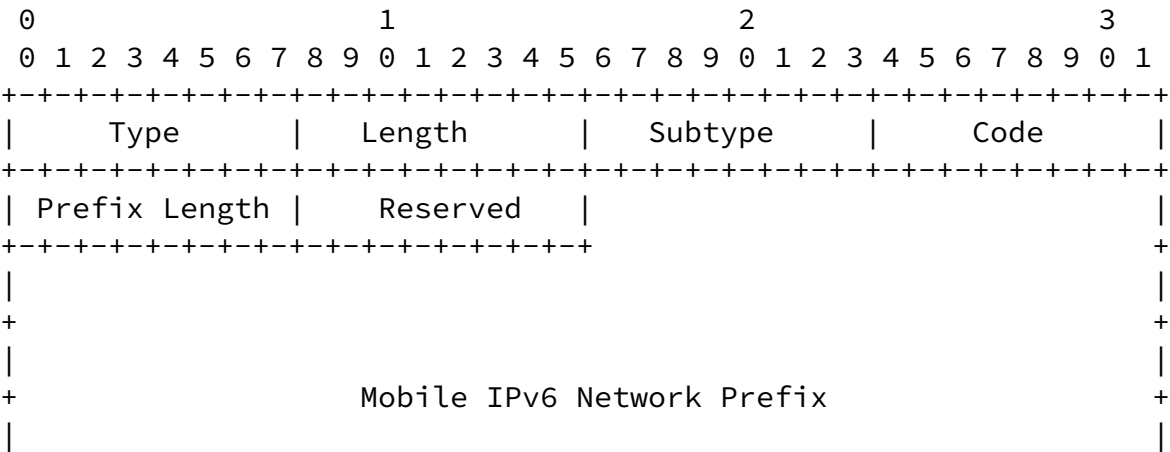 0                   1                   2                   3
 0 1 2 3 4 5 6 7 8 9 0 1 2 3 4 5 6 7 8 9 0 1 2 3 4 5 6 7 8 9 0 1
+-+-+-+-+-+-+-+-+-+-+-+-+-+-+-+-+-+-+-+-+-+-+-+-+-+-+-+-+-+-+-+-+
|     Type      |   Length      |   Subtype     |     Code      |
+-+-+-+-+-+-+-+-+-+-+-+-+-+-+-+-+-+-+-+-+-+-+-+-+-+-+-+-+-+-+-+-+
| Prefix Length |    Reserved   |                               |
+-+-+-+-+-+-+-+-+-+-+-+-+-+-+-+-+                               +
|                                                               |
+                                                               +
|                                                               |
+                   Mobile IPv6 Network Prefix                  +
|                                                               |